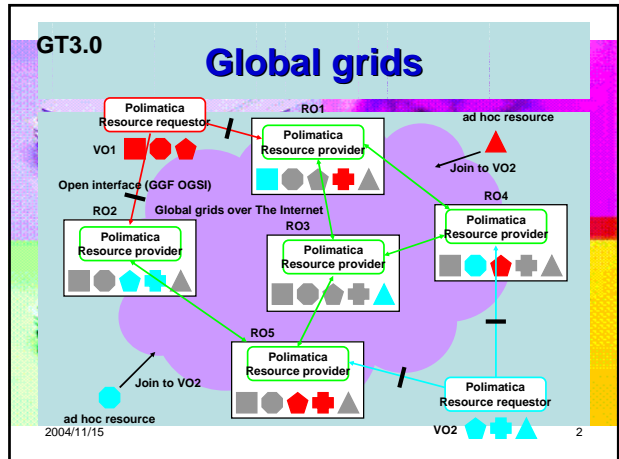 GT3.0
Global grids
Polimatica
Resource requestor
VO1
RO1
Polimatica
Resource provider
ad hoc resource
Join to VO2
Open interface (GGF OGSI)
RO2
Global grids over The Internet
Polimatica
Resource provider
RO3
Polimatica
Resource provider
RO4
Polimatica
Resource provider
RO5
Polimatica
Resource provider
Join to VO2
ad hoc resource
Polimatica
Resource requestor
VO2
2004/11/15
2